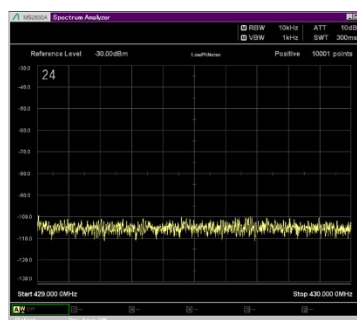 MS2830A Spectrum Analyzer
RBW 10kHz ATT 10dB
VBW 1kHz SWT 300ms
Reference Level -30.00dBm LowPhNoise Positive 10001 points
-30.0
24
-40.0
-50.0
-60.0
-70.0
-80.0
-90.0
-100.0
-110.0
-120.0
-130.0
Start 429.000 0MHz Stop 430.000 0MHz